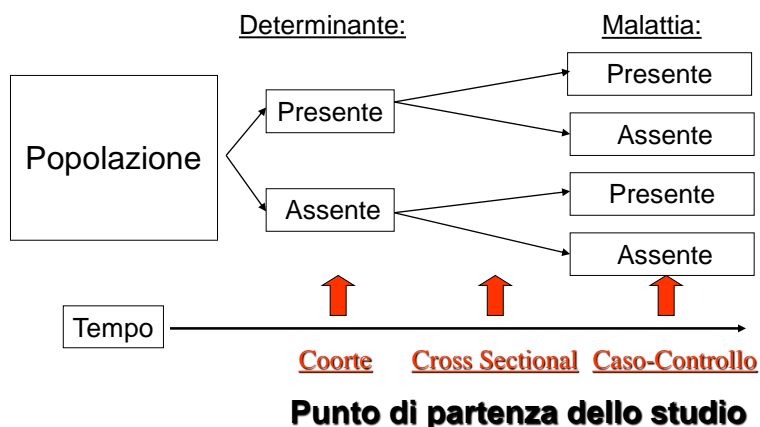 Determinante: Malattia:
Presente
Presente
Assente
Popolazione
Presente
Assente
Assente
Tempo
Coorte Cross Sectional Caso-Controllo
Punto di partenza dello studio